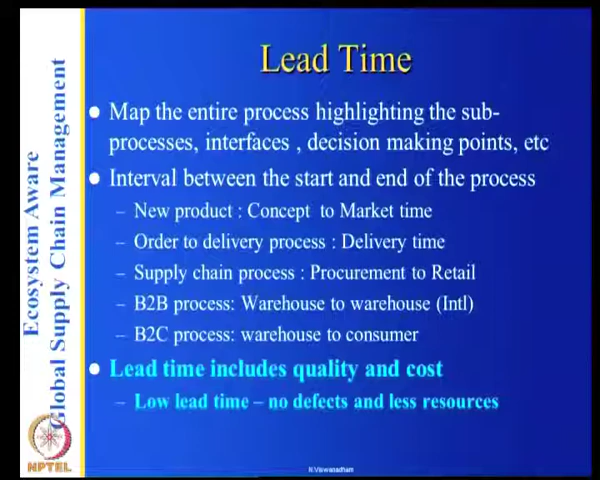 Lead Time
Map the entire process highlighting the sub-
processes, interfaces , decision making points, etc
Interval between the start and end of the process
– New product : Concept to Market time
– Order to delivery process : Delivery time
– Supply chain process : Procurement to Retail
– B2B process: Warehouse to warehouse (Intl)
– B2C process: warehouse to consumer
Lead time includes quality and cost
– Low lead time – no defects and less resources
Ecosystem Aware
Global Supply Chain Management
NPTEL
N.Viswanadham